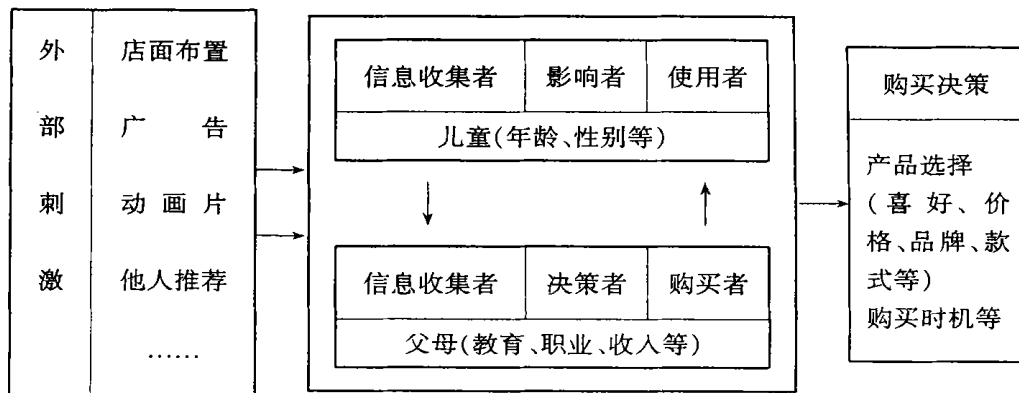 外 店面布置
部 广告
刺 动画片
激 他人推荐
……
信息收集者 影响者 使用者
儿童(年龄、性别等)
信息收集者 决策者 购买者
父母(教育、职业、收入等)
购买决策
产品选择
(喜好、价
格、品牌、款
式等)
购买时机等